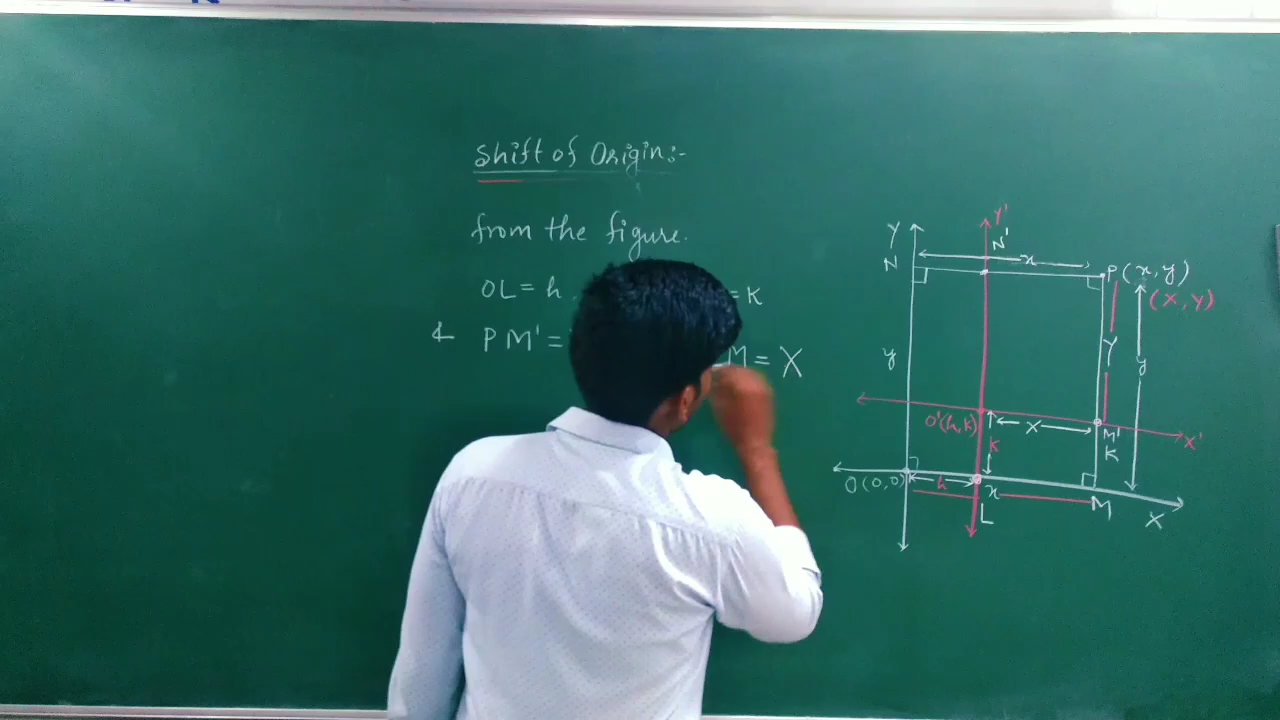 Shift of Origin:-
from the figure.
OL = h = K
& PM' = M = X
Y
Y'
N
N'
x
P(x, y)
(X, Y)
Y
y
y
O'(h, K)
X
K
M'
K
X'
O(0,0)
h
x
L
M
X